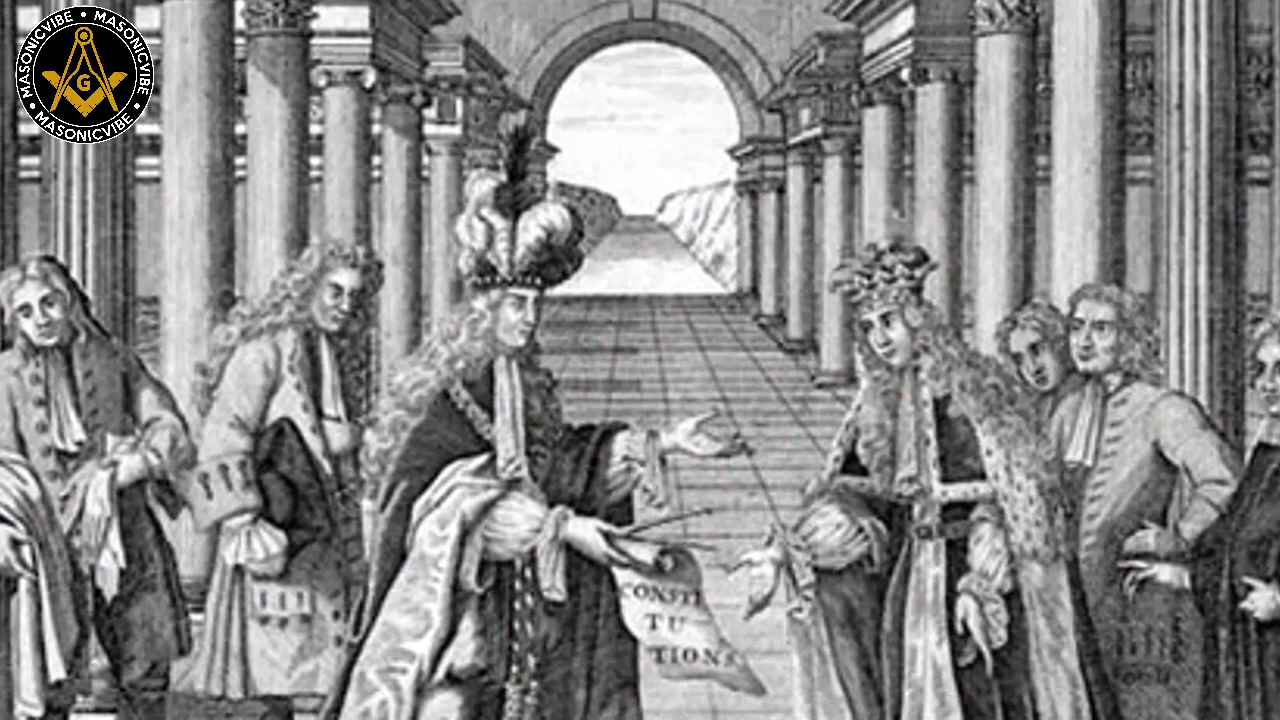 MASONICVIBE • MASONICVIBE • MASONICVIBE •
G
CONSTI
TU
TIONS